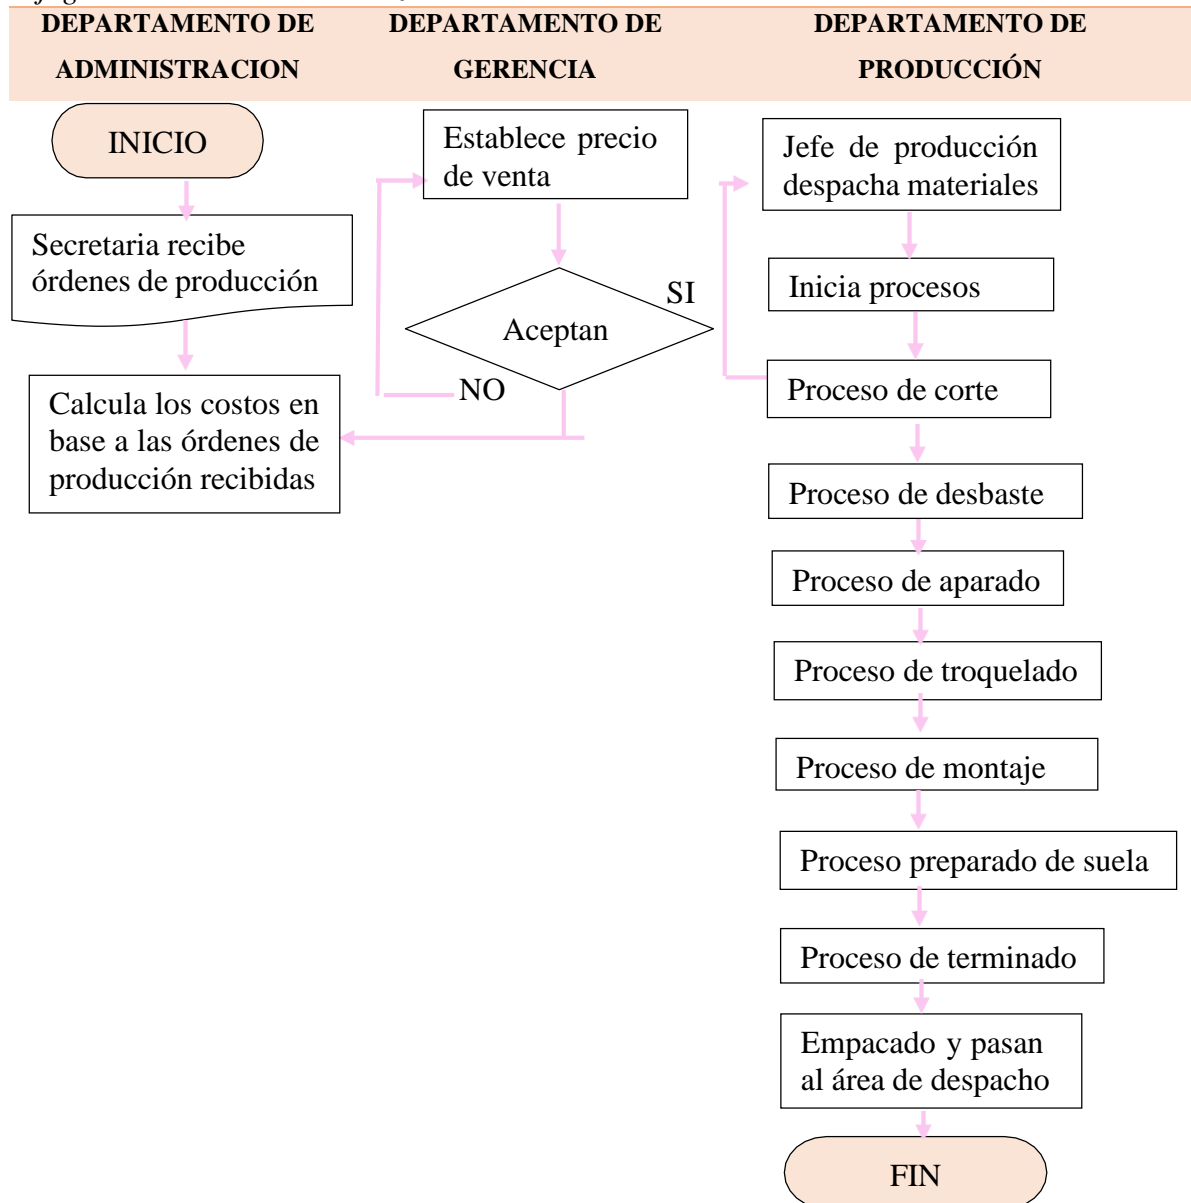 DEPARTAMENTO DE
ADMINISTRACION
DEPARTAMENTO DE
GERENCIA
DEPARTAMENTO DE
PRODUCCIÓN
INICIO
Secretaria recibe
órdenes de producción
Calcula los costos en
base a las órdenes de
producción recibidas
Establece precio
de venta
Aceptan
SI
NO
Jefe de producción
despacha materiales
Inicia procesos
Proceso de corte
Proceso de desbaste
Proceso de aparado
Proceso de troquelado
Proceso de montaje
Proceso preparado de suela
Proceso de terminado
Empacado y pasan
al área de despacho
FIN